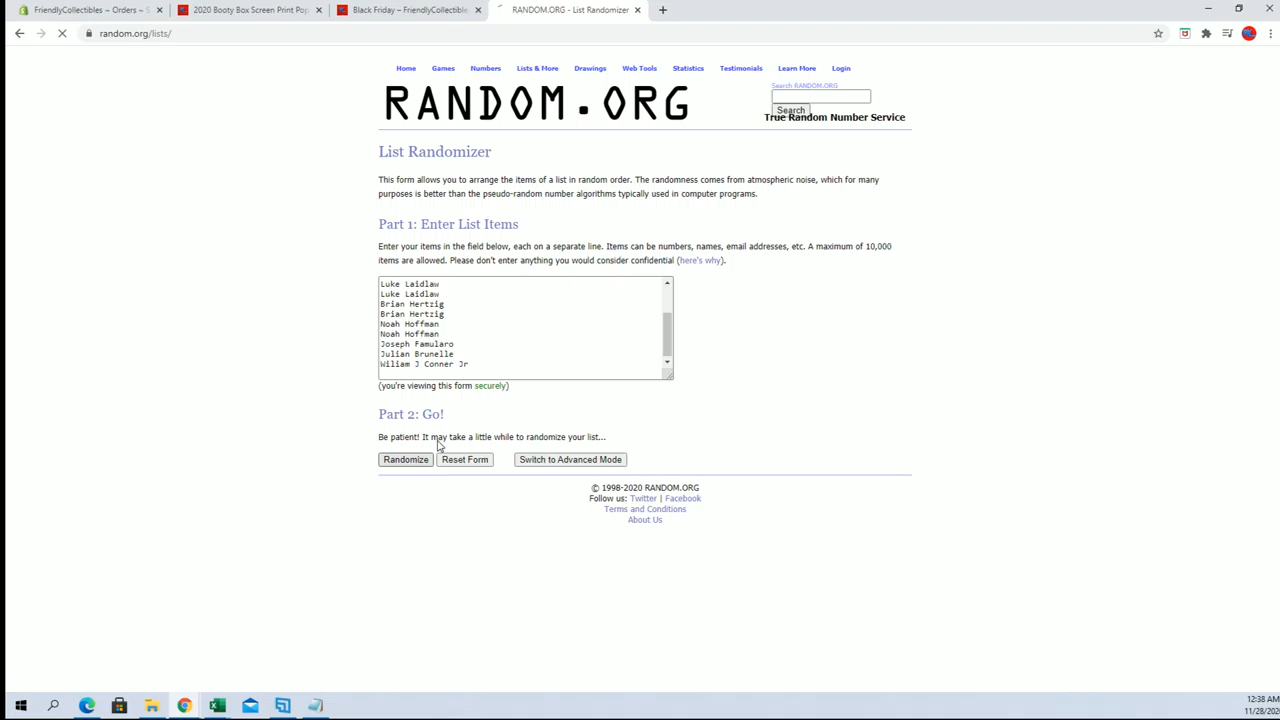 FriendlyCollectibles ~ Orders ~ S
2020 Booty Box Screen Print Pop
Black Friday – FriendlyCollectible
RANDOM.ORG - List Randomizer
random.org/lists/
Home Games Numbers Lists & More Drawings Web Tools Statistics Testimonials Learn More Login
Search RANDOM.ORG
RANDOM.ORG
Search
True Random Number Service
List Randomizer
This form allows you to arrange the items of a list in random order. The randomness comes from atmospheric noise, which for many
purposes is better than the pseudo-random number algorithms typically used in computer programs.
Part 1: Enter List Items
Enter your items in the field below, each on a separate line. Items can be numbers, names, email addresses, etc. A maximum of 10,000
items are allowed. Please don't enter anything you would consider confidential (here's why).
Luke Laidlaw
Luke Laidlaw
Brian Hertzig
Brian Hertzig
Noah Hoffman
Noah Hoffman
Joseph Famularo
Julian Brunelle
Wiliam J Conner Jr
(you're viewing this form securely)
Part 2: Go!
Be patient! It may take a little while to randomize your list...
Randomize Reset Form Switch to Advanced Mode
© 1998-2020 RANDOM.ORG
Follow us: Twitter | Facebook
Terms and Conditions
About Us
12:38 AM
11/28/2020